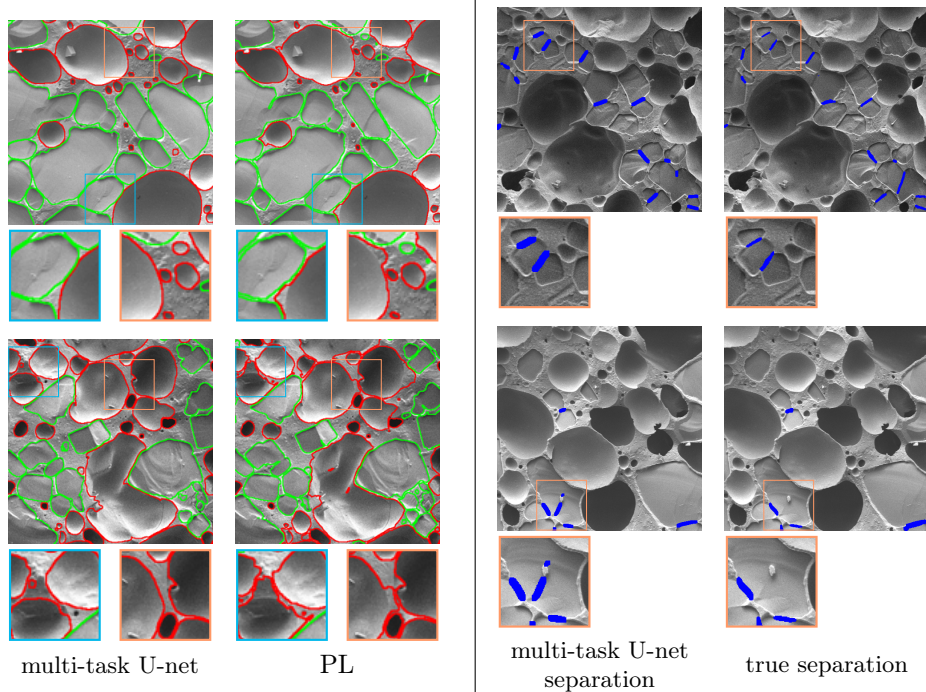 multi-task U-net
PL
multi-task U-net
separation
true separation